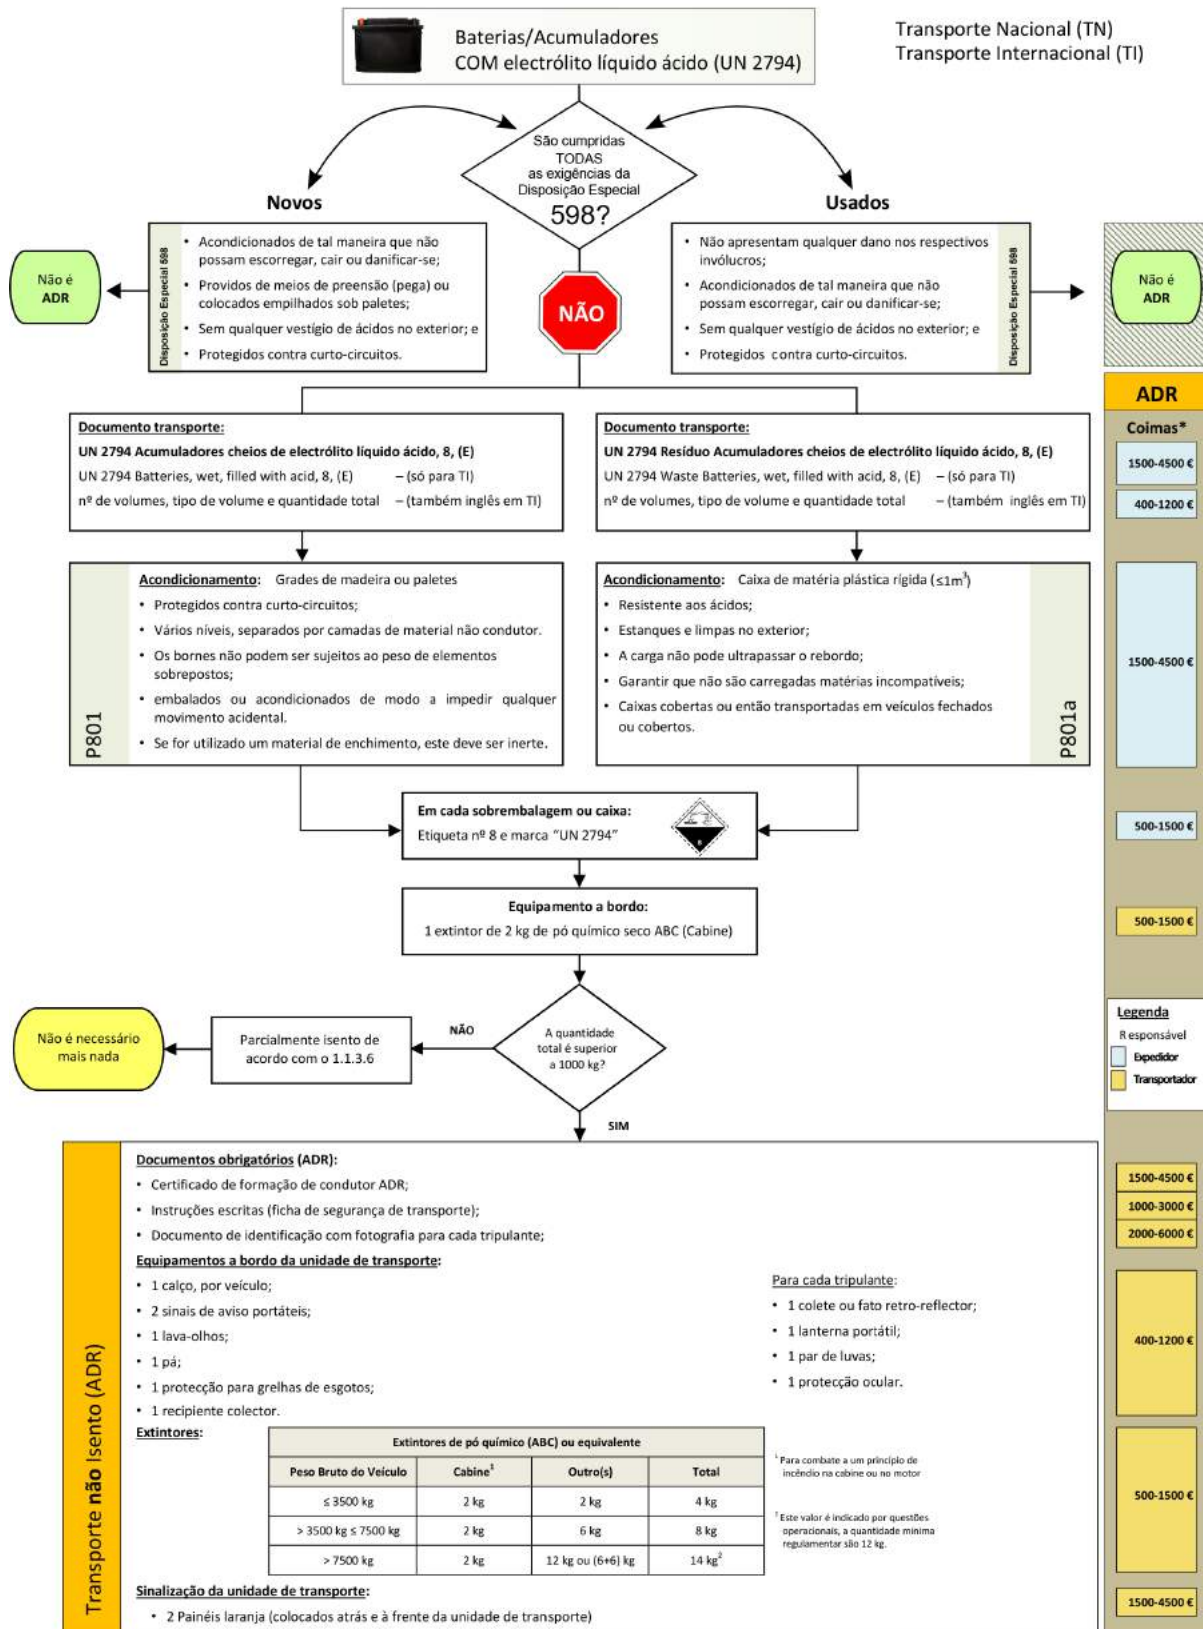 Baterias/Acumuladores
COM electrólito líquido ácido (UN 2794)
Transporte Nacional (TN)
Transporte Internacional (TI)
São cumpridas
TODAS
as exigências da
Disposição Especial
598?
Novos
Usados
Não é
ADR
Disposição Especial 598
• Acondicionados de tal maneira que não
possam escorregar, cair ou danificar-se;
• Providos de meios de preensão (pega) ou
colocados empilhados sob paletes;
• Sem qualquer vestígio de ácidos no exterior; e
• Protegidos contra curto-circuitos.
NÃO
• Não apresentam qualquer dano nos respectivos
invólucros;
• Acondicionados de tal maneira que não
possam escorregar, cair ou danificar-se;
• Sem qualquer vestígio de ácidos no exterior; e
• Protegidos contra curto-circuitos.
Disposição Especial 598
Não é
ADR
Documento transporte:
UN 2794 Acumuladores cheios de electrólito líquido ácido, 8, (E)
UN 2794 Batteries, wet, filled with acid, 8, (E) – (só para TI)
nº de volumes, tipo de volume e quantidade total – (também inglês em TI)
Documento transporte:
UN 2794 Resíduo Acumuladores cheios de electrólito líquido ácido, 8, (E)
UN 2794 Waste Batteries, wet, filled with acid, 8, (E) – (só para TI)
nº de volumes, tipo de volume e quantidade total – (também inglês em TI)
ADR
Coimas*
1500-4500 €
400-1200 €
P801
Acondicionamento: Grades de madeira ou paletes
• Protegidos contra curto-circuitos;
• Vários níveis, separados por camadas de material não condutor.
• Os bornes não podem ser sujeitos ao peso de elementos
sobrepostos;
• embalados ou acondicionados de modo a impedir qualquer
movimento acidental.
• Se for utilizado um material de enchimento, este deve ser inerte.
Acondicionamento: Caixa de matéria plástica rígida (≤1m³)
• Resistente aos ácidos;
• Estanques e limpas no exterior;
• A carga não pode ultrapassar o rebordo;
• Garantir que não são carregadas matérias incompatíveis;
• Caixas cobertas ou então transportadas em veículos fechados
ou cobertos.
P801a
1500-4500 €
Em cada sobrembalagem ou caixa:
Etiqueta nº 8 e marca “UN 2794”
8
500-1500 €
Equipamento a bordo:
1 extintor de 2 kg de pó químico seco ABC (Cabine)
500-1500 €
A quantidade
total é superior
a 1000 kg?
NÃO
Parcialmente isento de
acordo com o 1.1.3.6
Não é necessário
mais nada
SIM
Legenda
Responsável
Expedidor
Transportador
Transporte não Isento (ADR)
Documentos obrigatórios (ADR):
• Certificado de formação de condutor ADR;
• Instruções escritas (ficha de segurança de transporte);
• Documento de identificação com fotografia para cada tripulante;
1500-4500 €
1000-3000 €
2000-6000 €
Equipamentos a bordo da unidade de transporte:
• 1 calço, por veículo;
• 2 sinais de aviso portáteis;
• 1 lava-olhos;
• 1 pá;
• 1 protecção para grelhas de esgotos;
• 1 recipiente colector.
Para cada tripulante:
• 1 colete ou fato retro-reflector;
• 1 lanterna portátil;
• 1 par de luvas;
• 1 protecção ocular.
400-1200 €
Extintores:
Extintores de pó químico (ABC) ou equivalente
Peso Bruto do Veículo Cabine¹ Outro(s) Total
≤ 3500 kg 2 kg 2 kg 4 kg
> 3500 kg ≤ 7500 kg 2 kg 6 kg 8 kg
> 7500 kg 2 kg 12 kg ou (6+6) kg 14 kg²
¹ Para combate a um princípio de
incêndio na cabine ou no motor
² Este valor é indicado por questões
operacionais, a quantidade mínima
regulamentar são 12 kg.
500-1500 €
Sinalização da unidade de transporte:
• 2 Painéis laranja (colocados atrás e à frente da unidade de transporte)
1500-4500 €